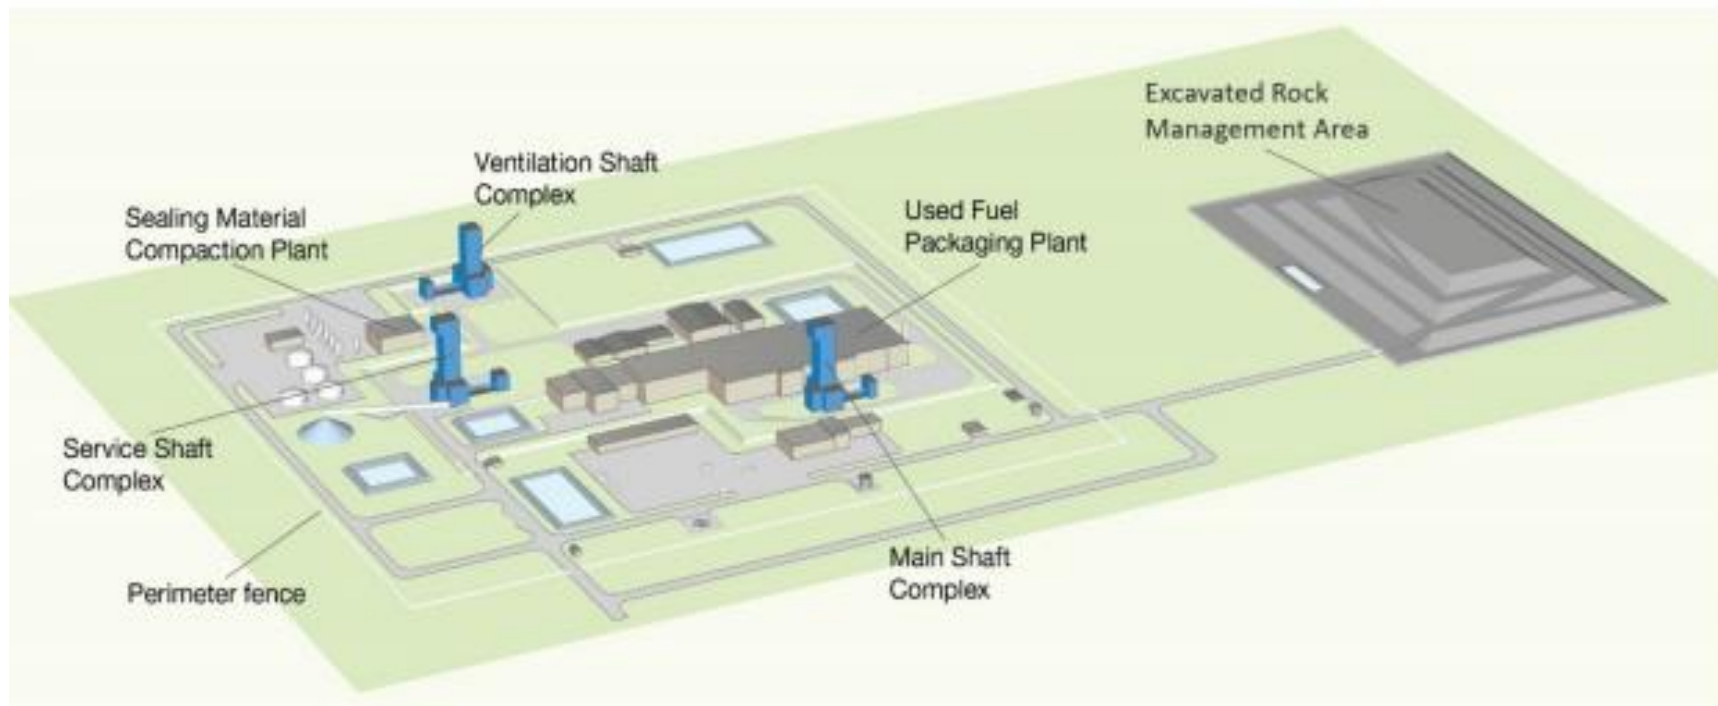 Excavated Rock
Management Area
Ventilation Shaft
Complex
Sealing Material
Compaction Plant
Used Fuel
Packaging Plant
Service Shaft
Complex
Main Shaft
Complex
Perimeter fence